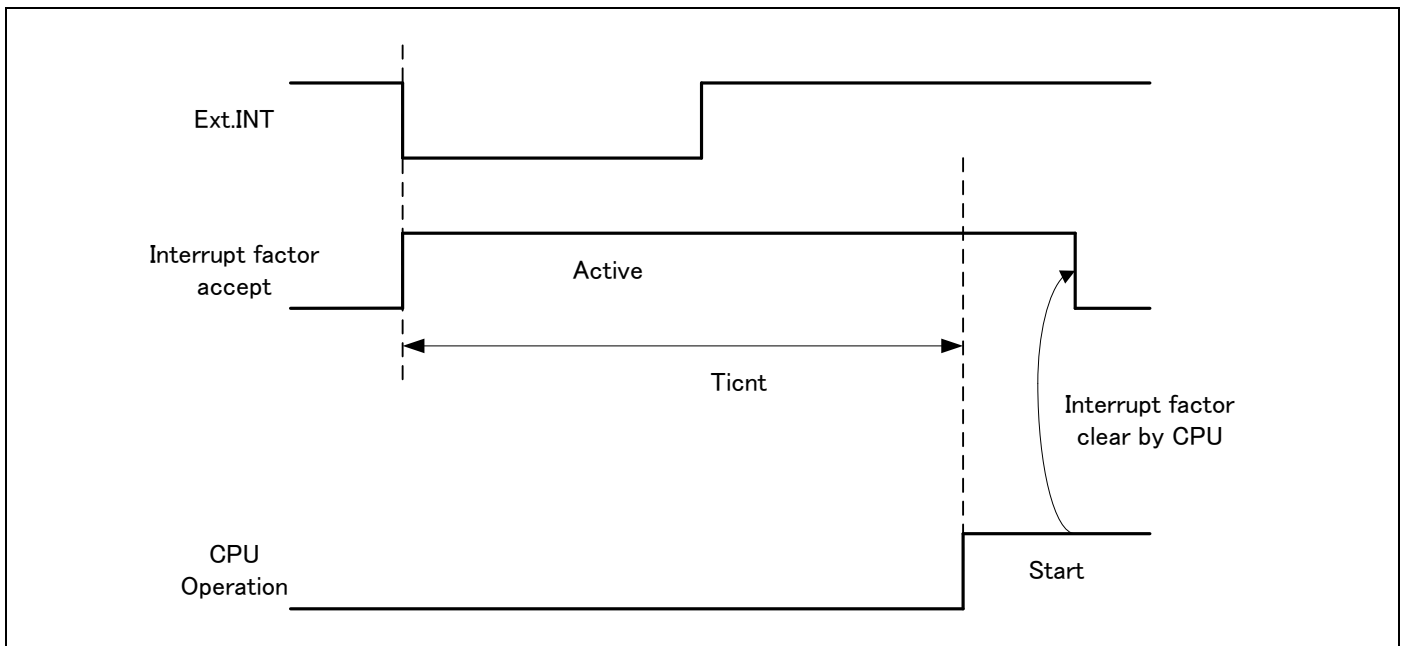 Ext.INT
Interrupt factor
accept
Active
Ticnt
Interrupt factor
clear by CPU
CPU
Operation
Start